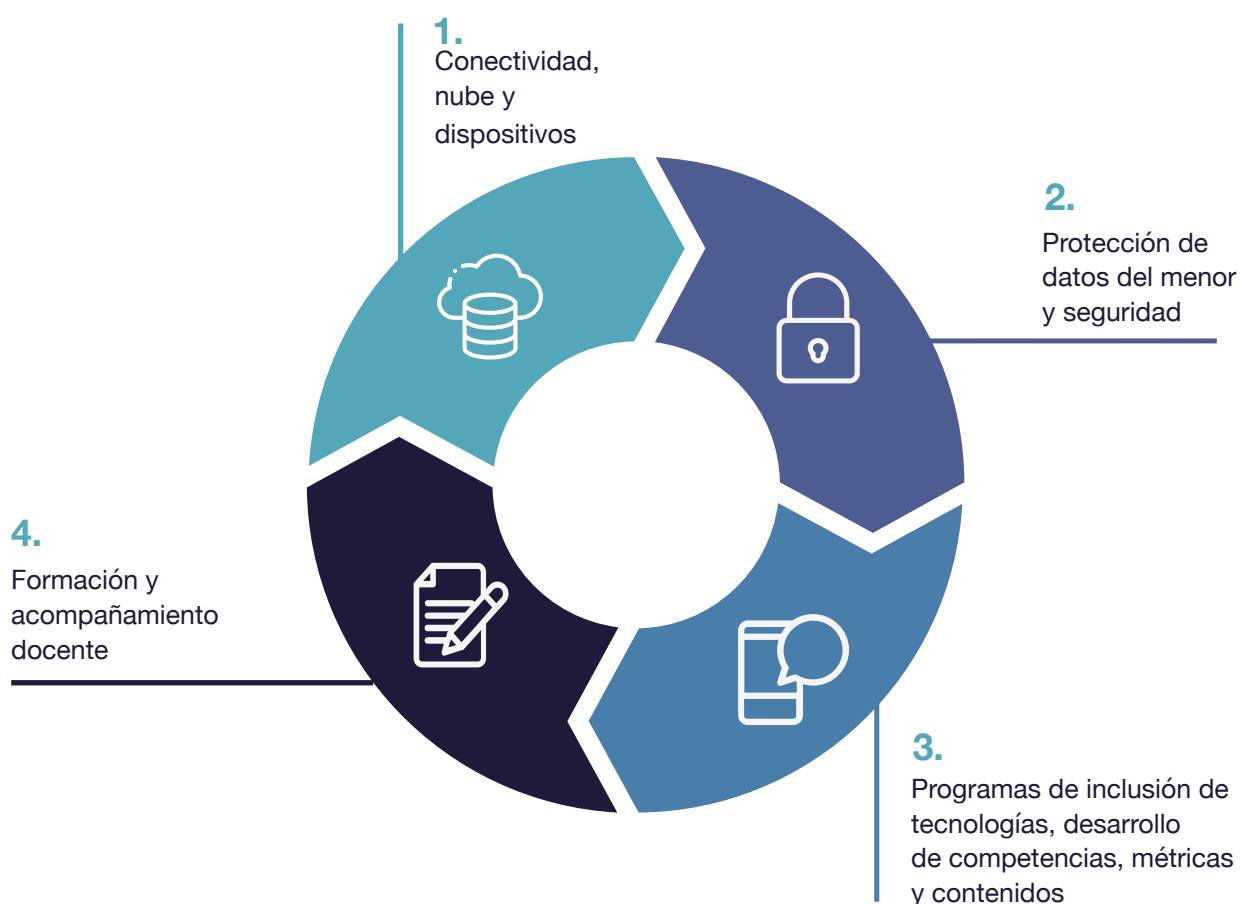 1.
Conectividad,
nube y
dispositivos
2.
Protección de
datos del menor
y seguridad
3.
Programas de inclusión de
tecnologías, desarrollo
de competencias, métricas
y contenidos
4.
Formación y
acompañamiento
docente